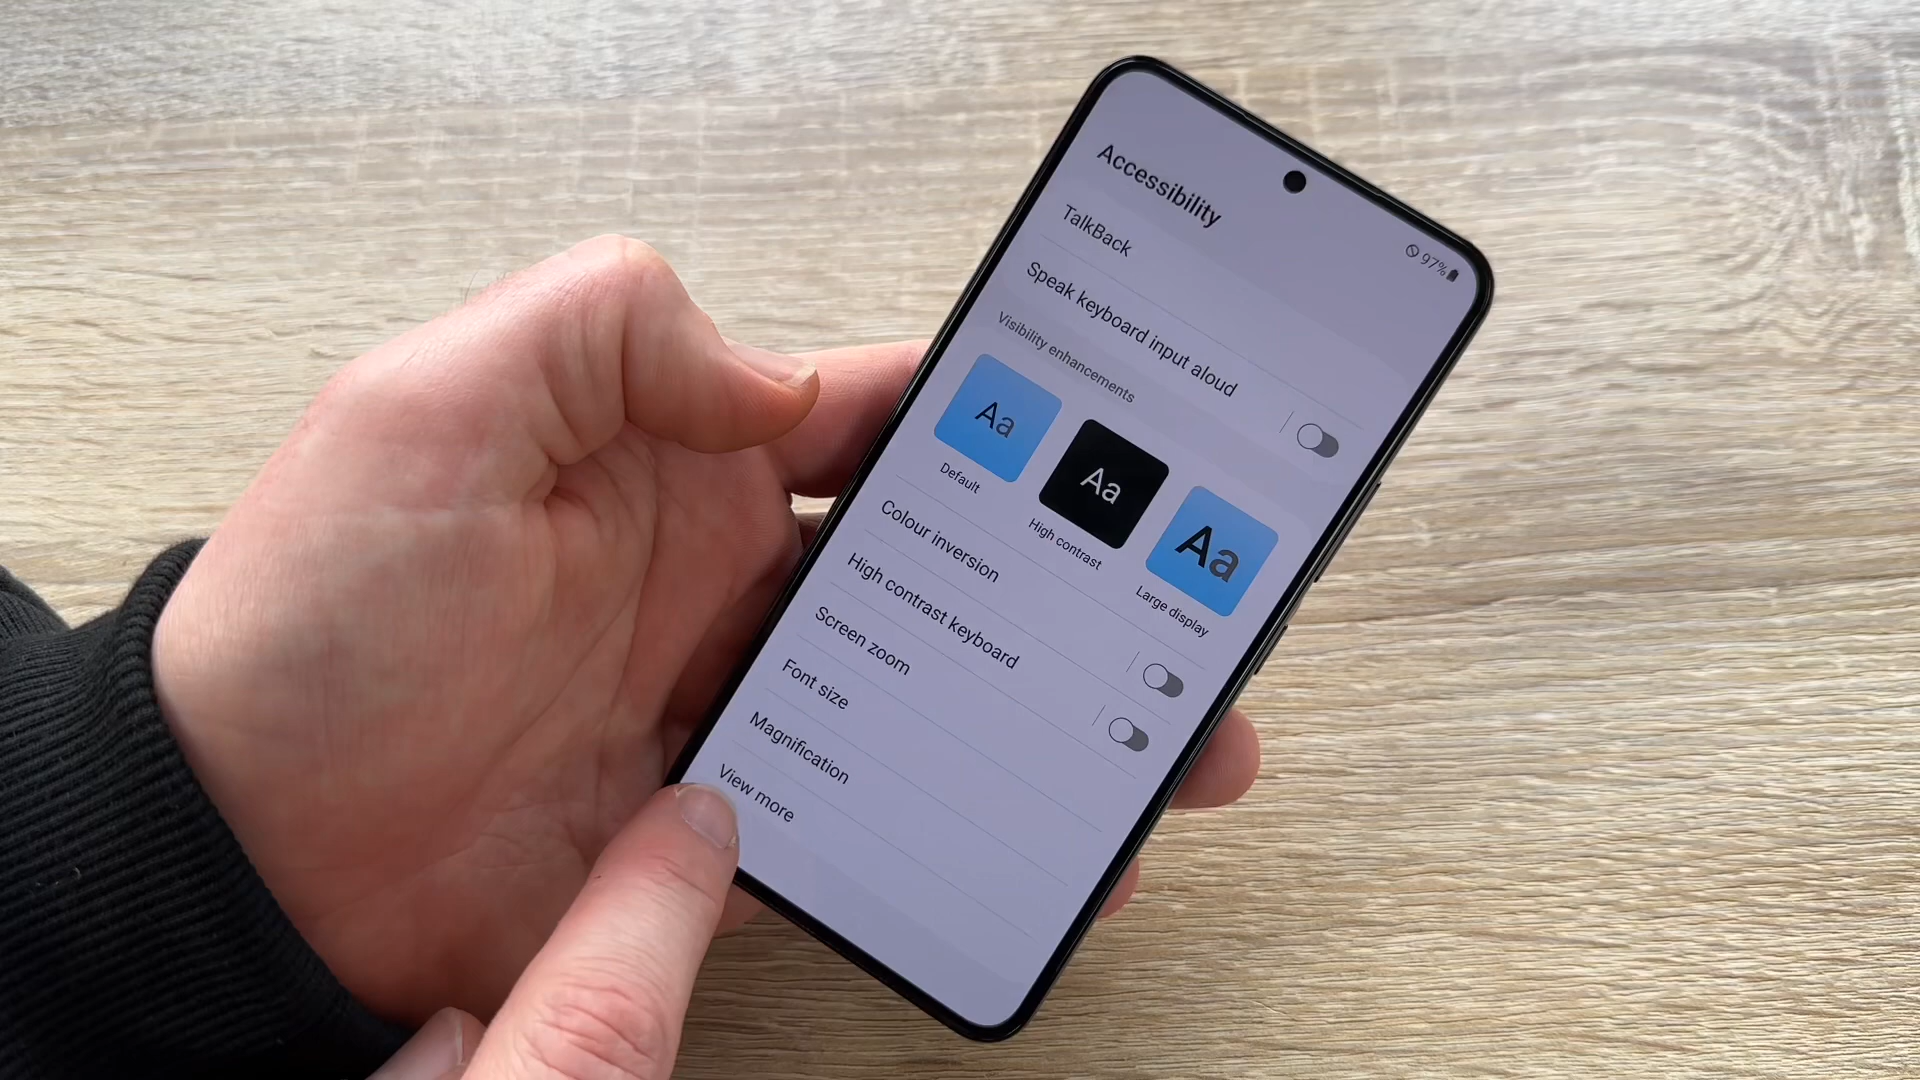 97%
Accessibility
TalkBack
Speak keyboard input aloud
Visibility enhancements
Aa
Default
Aa
High contrast
Aa
Large display
Colour inversion
High contrast keyboard
Screen zoom
Font size
Magnification
View more